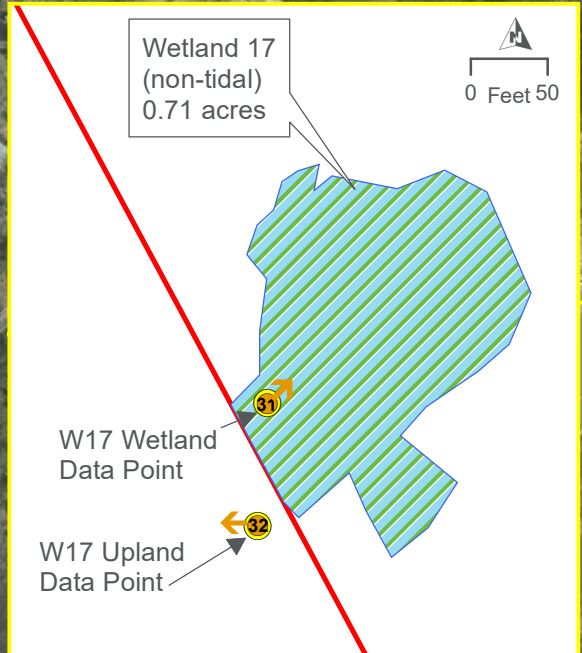 Wetland 17
(non-tidal)
0.71 acres
N
0 Feet 50
31
W17 Wetland
Data Point
32
W17 Upland
Data Point